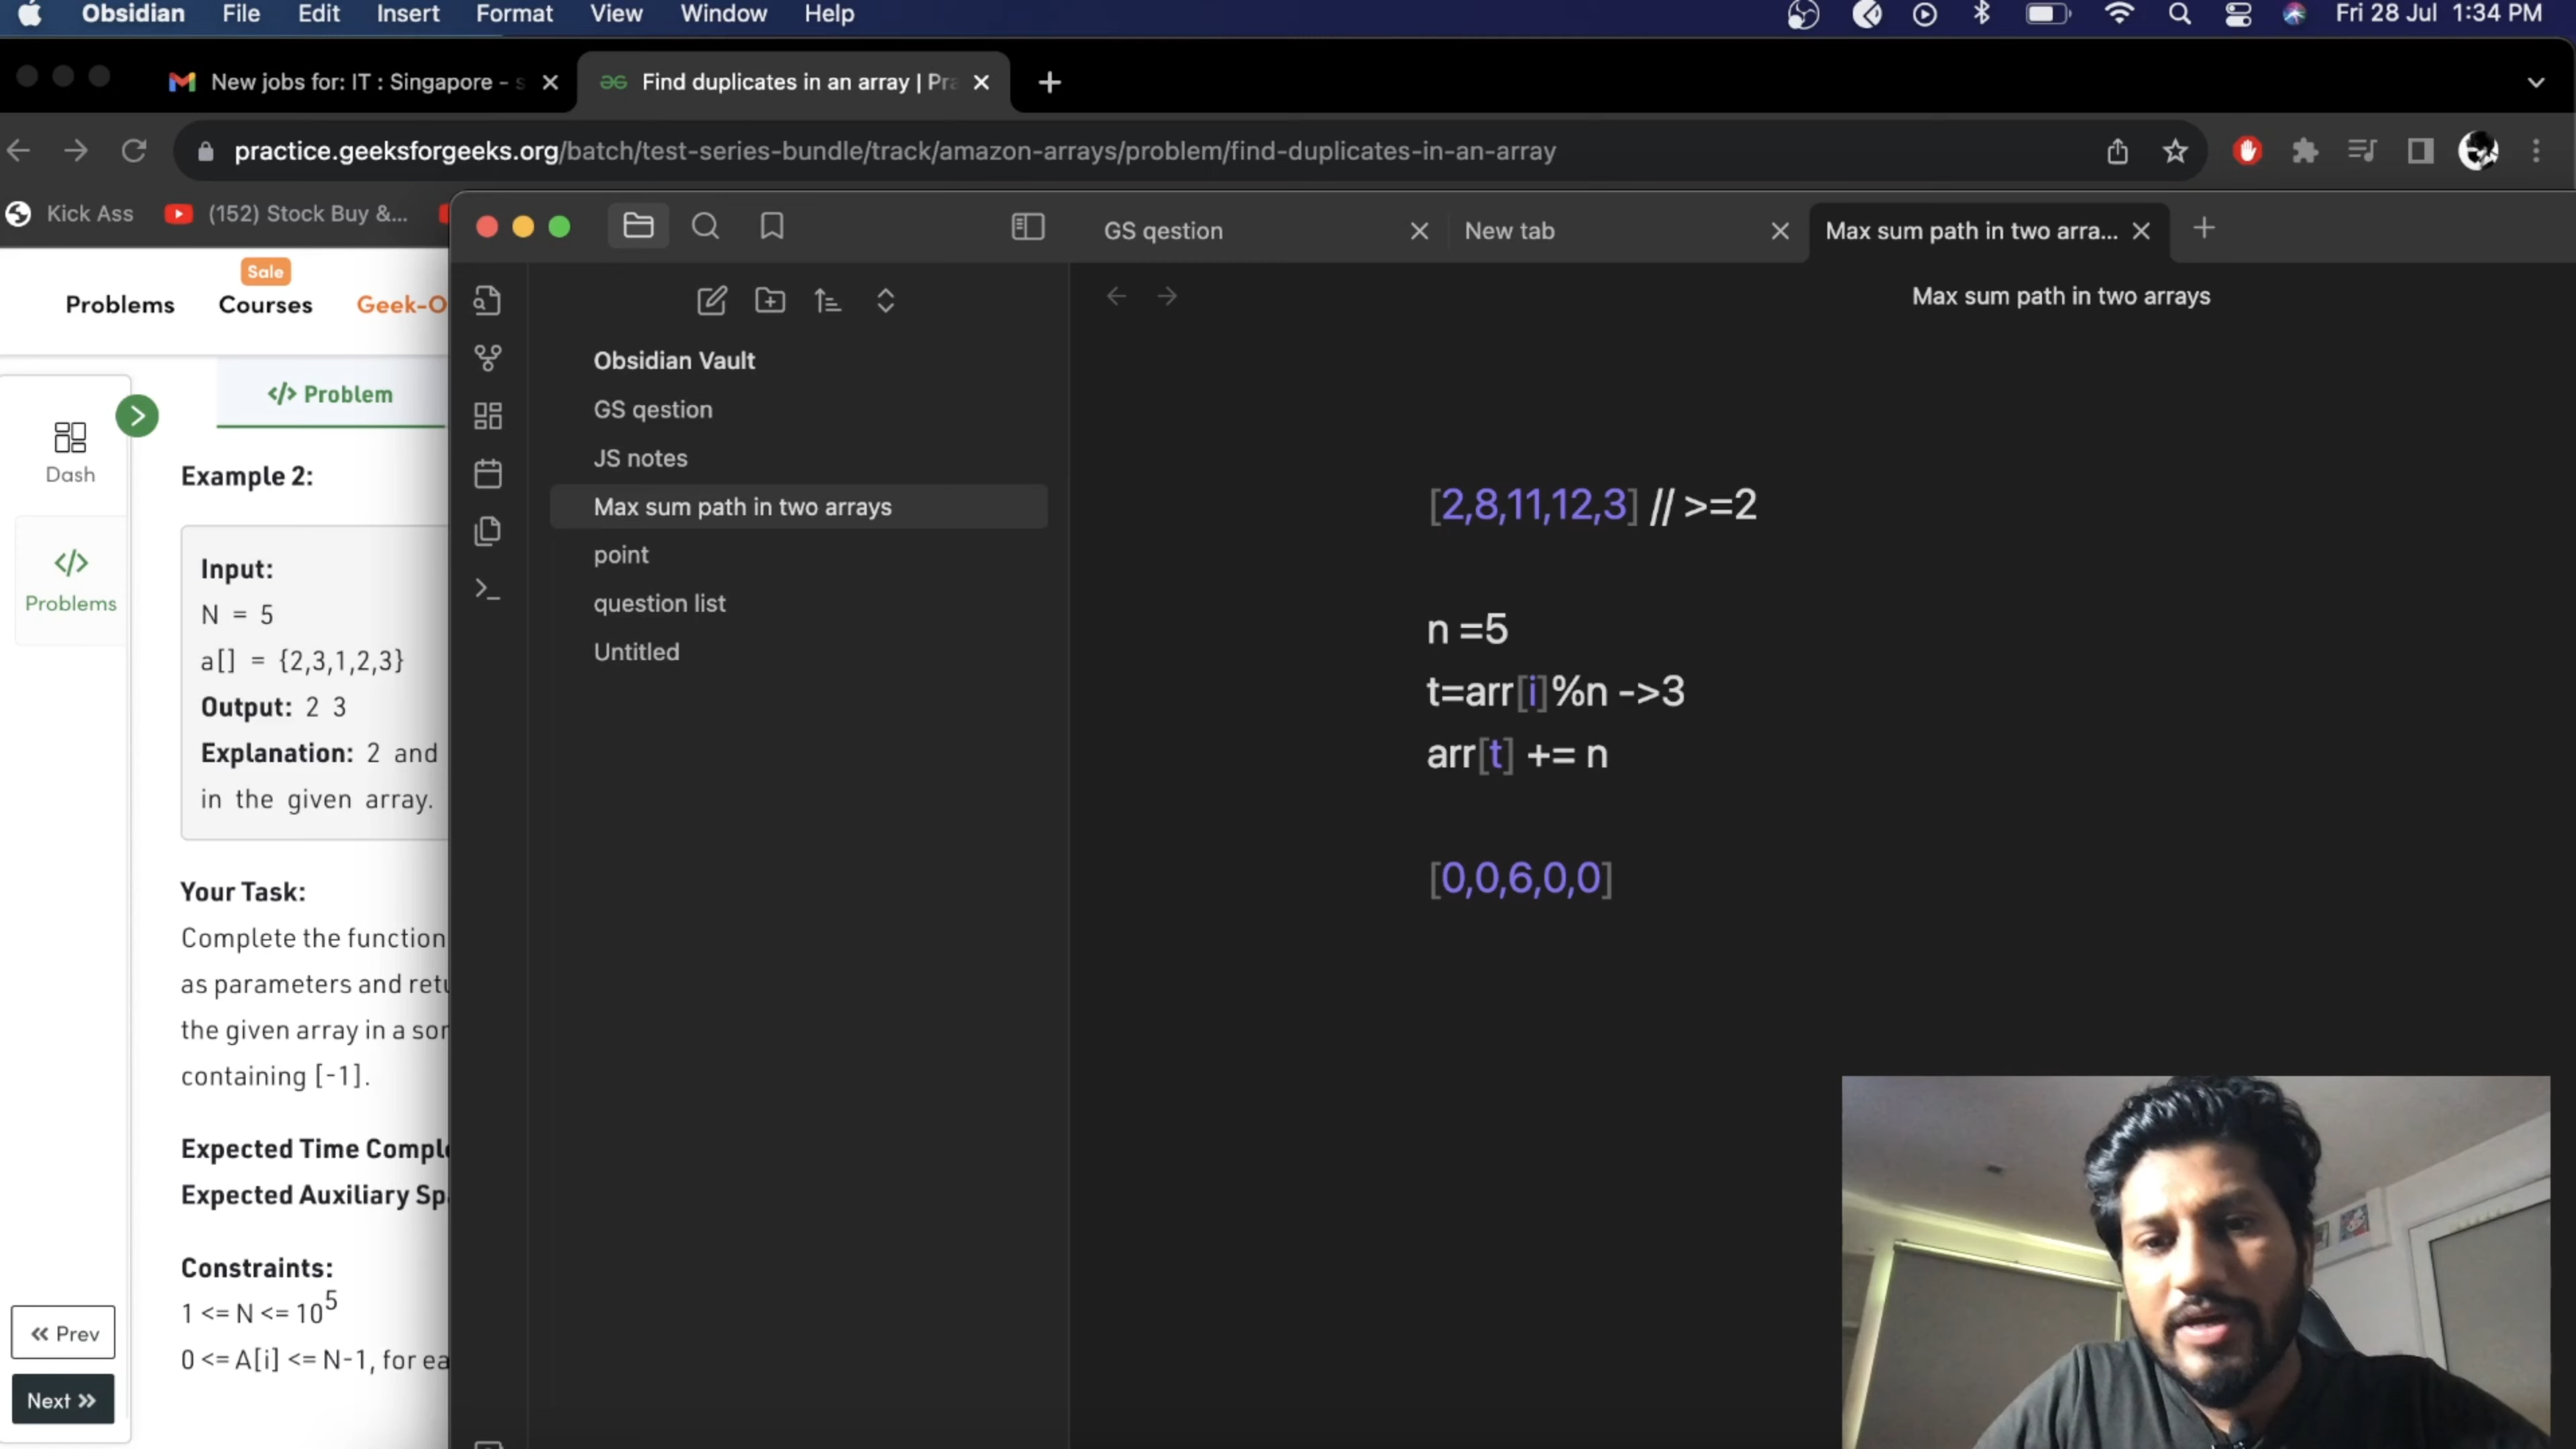 Obsidian File Edit Insert Format View Window Help Fri 28 Jul 1:34 PM
New jobs for: IT : Singapore - s
Find duplicates in an array | Pra
practice.geeksforgeeks.org/batch/test-series-bundle/track/amazon-arrays/problem/find-duplicates-in-an-array
Kick Ass (152) Stock Buy &...
GS qestion
New tab
Max sum path in two arra...
Sale
Problems Courses Geek-O
Max sum path in two arrays
</> Problem
Dash
</>
Problems
Example 2:
Input:
N = 5
a[] = {2,3,1,2,3}
Output: 2 3
Explanation: 2 and
in the given array.
Your Task:
Complete the function
as parameters and retu
the given array in a sor
containing [-1].
Expected Time Comple
Expected Auxiliary Spa
Constraints:
1 <= N <= 10^5
0 <= A[i] <= N-1, for ea
Prev
Next
Obsidian Vault
GS qestion
JS notes
Max sum path in two arrays
point
question list
Untitled
[2,8,11,12,3] // >=2
n =5
t=arr[i]%n ->3
arr[t] += n
[0,0,6,0,0]